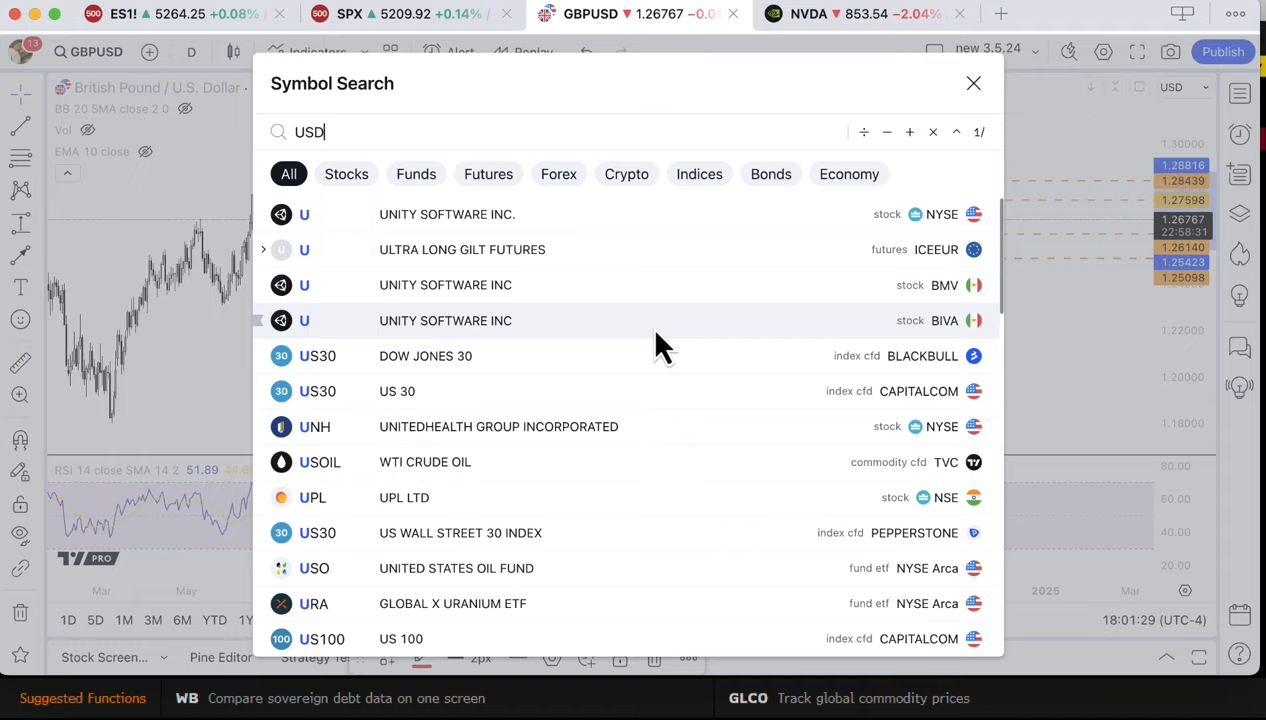 ES1! ▲ 5264.25 +0.08%
SPX ▲ 5209.92 +0.14%
GBPUSD ▼ 1.26767
NVDA ▼ 853.54 −2.04%
13
GBPUSD
D
Indicators
Alert
Replay
new 3.5.24
Publish
British Pound / U.S. Dollar
BB 20 SMA close 2 0
Vol
EMA 10 close
USD
1.30000
1.28816
1.28439
1.27598
1.26767
22:58:31
1.26140
1.25423
1.25098
1.22000
1.20000
1.18000
80.00
60.00
40.00
20.00
Symbol Search
USD
÷ − + × ^ 1/
All Stocks Funds Futures Forex Crypto Indices Bonds Economy
U UNITY SOFTWARE INC. stock NYSE
U ULTRA LONG GILT FUTURES futures ICEEUR
U UNITY SOFTWARE INC stock BMV
U UNITY SOFTWARE INC stock BIVA
30 US30 DOW JONES 30 index cfd BLACKBULL
30 US30 US 30 index cfd CAPITALCOM
UNH UNITEDHEALTH GROUP INCORPORATED stock NYSE
USOIL WTI CRUDE OIL commodity cfd TVC
UPL UPL LTD stock NSE
30 US30 US WALL STREET 30 INDEX index cfd PEPPERSTONE
USO UNITED STATES OIL FUND fund etf NYSE Arca
URA GLOBAL X URANIUM ETF fund etf NYSE Arca
100 US100 US 100 index cfd CAPITALCOM
RSI 14 close SMA 14 2 51.89
PRO
Mar May 2025 Mar
1D 5D 1M 3M 6M YTD
18:01:29 (UTC-4)
Stock Screen...
Pine Editor
2px
Suggested Functions WB Compare sovereign debt data on one screen GLCO Track global commodity prices